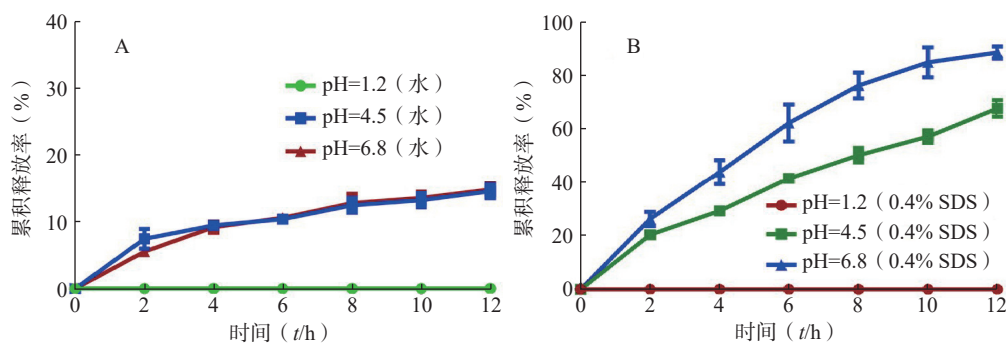 A
累积释放率（%）
40
30
20
10
0
pH=1.2（水）
pH=4.5（水）
pH=6.8（水）
0 2 4 6 8 10 12
时间（t/h）
B
累积释放率（%）
100
80
60
40
20
0
pH=1.2（0.4% SDS）
pH=4.5（0.4% SDS）
pH=6.8（0.4% SDS）
0 2 4 6 8 10 12
时间（t/h）